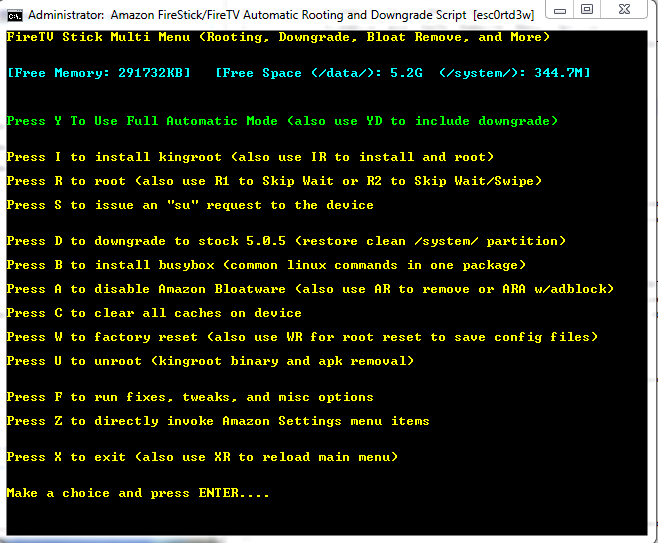 Administrator: Amazon FireStick/FireTV Automatic Rooting and Downgrade Script [esc0rtd3w]
FireTV Stick Multi Menu (Rooting, Downgrade, Bloat Remove, and More)
[Free Memory: 291732KB] [Free Space (/data/): 5.2G (/system/): 344.7M]
Press Y To Use Full Automatic Mode (also use YD to include downgrade)
Press I to install kingroot (also use IR to install and root)
Press R to root (also use R1 to Skip Wait or R2 to Skip Wait/Swipe)
Press S to issue an "su" request to the device
Press D to downgrade to stock 5.0.5 (restore clean /system/ partition)
Press B to install busybox (common linux commands in one package)
Press A to disable Amazon Bloatware (also use AR to remove or ARA w/adblock)
Press C to clear all caches on device
Press W to factory reset (also use WR for root reset to save config files)
Press U to unroot (kingroot binary and apk removal)
Press F to run fixes, tweaks, and misc options
Press Z to directly invoke Amazon Settings menu items
Press X to exit (also use XR to reload main menu)
Make a choice and press ENTER....